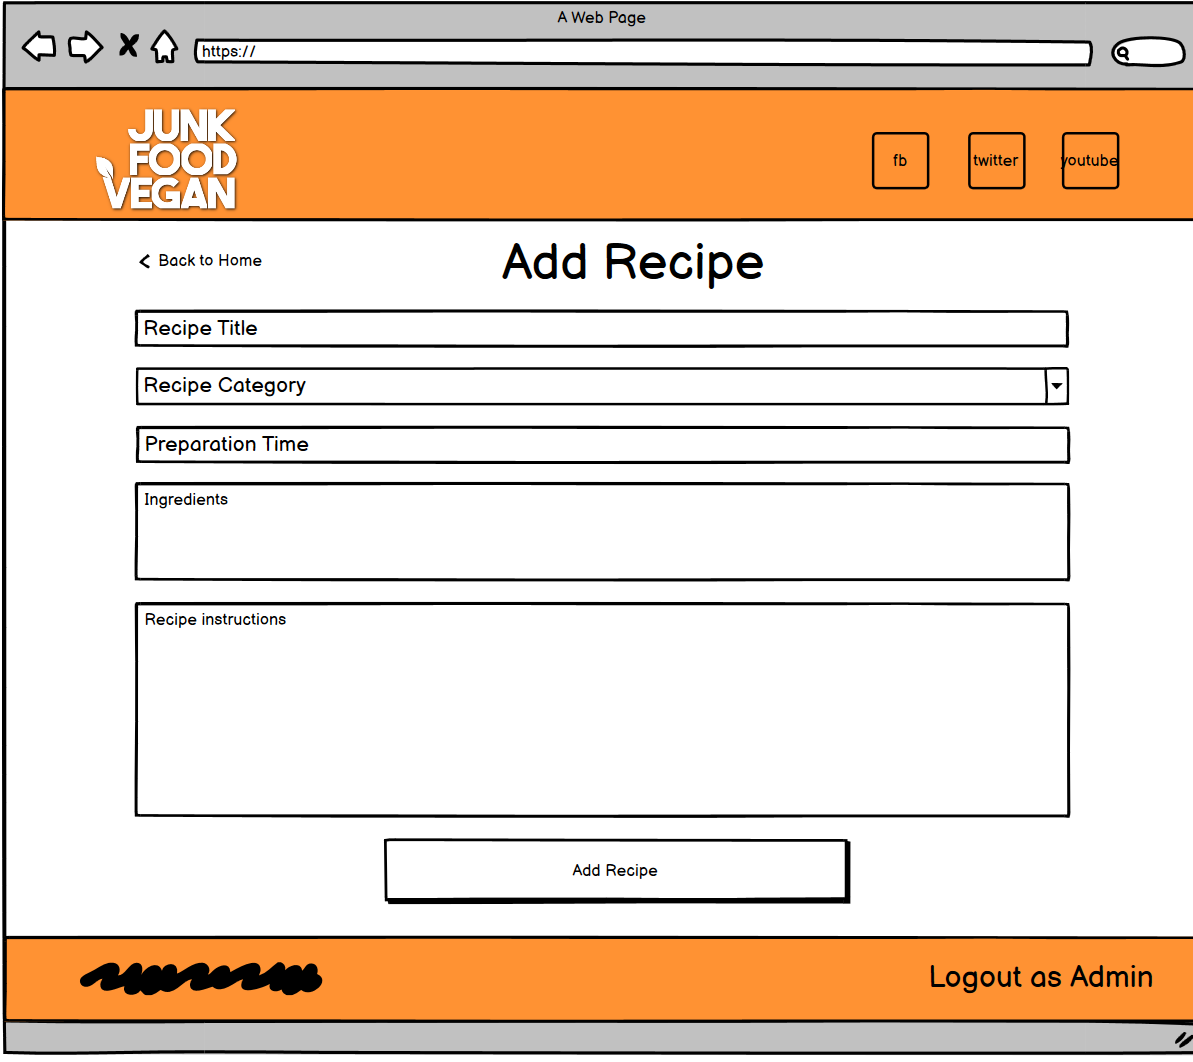 A Web Page
https://
JUNK
FOOD
VEGAN
fb
twitter
youtube
Back to Home
Add Recipe
Recipe Title
Recipe Category
Preparation Time
Ingredients
Recipe instructions
Add Recipe
Logout as Admin